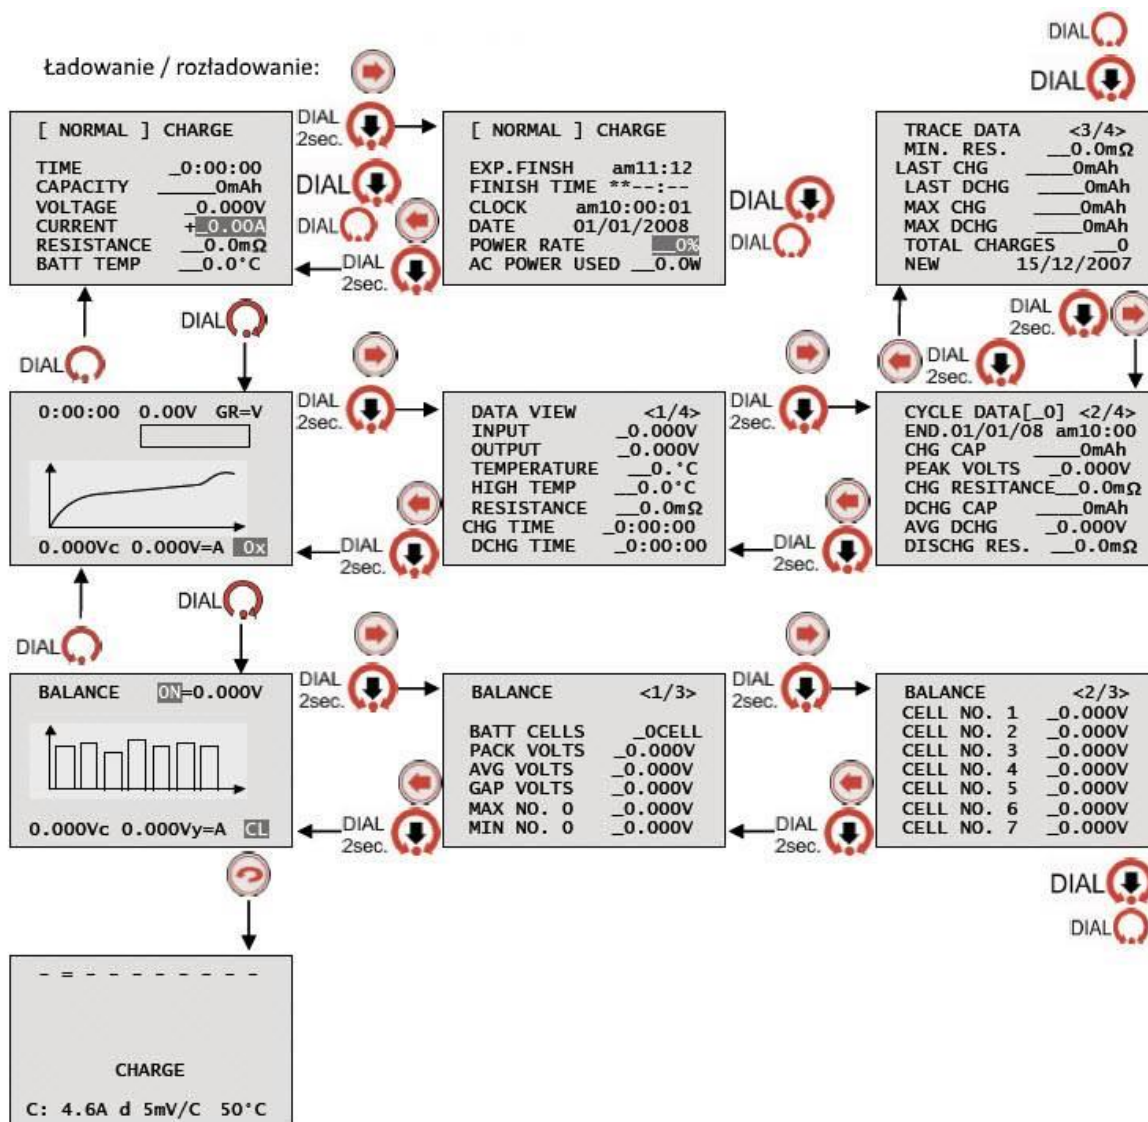 Ładowanie / rozładowanie:
DIAL
DIAL
DIAL
2sec.
[ NORMAL ] CHARGE
TIME _0:00:00
CAPACITY _____0mAh
VOLTAGE _0.000V
CURRENT +_0.00A
RESISTANCE __0.0mΩ
BATT TEMP __0.0°C
DIAL
DIAL
DIAL
2sec.
[ NORMAL ] CHARGE
EXP.FINSH am11:12
FINISH TIME **--:--
CLOCK am10:00:01
DATE 01/01/2008
POWER RATE __0%
AC POWER USED __0.0W
DIAL
DIAL
TRACE DATA <3/4>
MIN. RES. __0.0mΩ
LAST CHG ____0mAh
LAST DCHG ____0mAh
MAX CHG ____0mAh
MAX DCHG ____0mAh
TOTAL CHARGES __0
NEW 15/12/2007
DIAL
DIAL
DIAL
2sec.
DIAL
2sec.
0:00:00 0.00V GR=V
0.000Vc 0.000V=A 0x
DIAL
2sec.
DIAL
2sec.
DATA VIEW <1/4>
INPUT _0.000V
OUTPUT _0.000V
TEMPERATURE __0.°C
HIGH TEMP __0.0°C
RESISTANCE __0.0mΩ
CHG TIME _0:00:00
DCHG TIME _0:00:00
DIAL
2sec.
DIAL
2sec.
CYCLE DATA[_0] <2/4>
END.01/01/08 am10:00
CHG CAP ____0mAh
PEAK VOLTS _0.000V
CHG RESITANCE__0.0mΩ
DCHG CAP ____0mAh
AVG DCHG _0.000V
DISCHG RES. __0.0mΩ
DIAL
DIAL
BALANCE ON=0.000V
0.000Vc 0.000Vy=A CL
DIAL
2sec.
DIAL
2sec.
BALANCE <1/3>
BATT CELLS _0CELL
PACK VOLTS _0.000V
AVG VOLTS _0.000V
GAP VOLTS _0.000V
MAX NO. 0 _0.000V
MIN NO. 0 _0.000V
DIAL
2sec.
DIAL
2sec.
BALANCE <2/3>
CELL NO. 1 _0.000V
CELL NO. 2 _0.000V
CELL NO. 3 _0.000V
CELL NO. 4 _0.000V
CELL NO. 5 _0.000V
CELL NO. 6 _0.000V
CELL NO. 7 _0.000V
DIAL
DIAL
- = - - - - - - - - -
CHARGE
C: 4.6A d 5mV/C 50°C